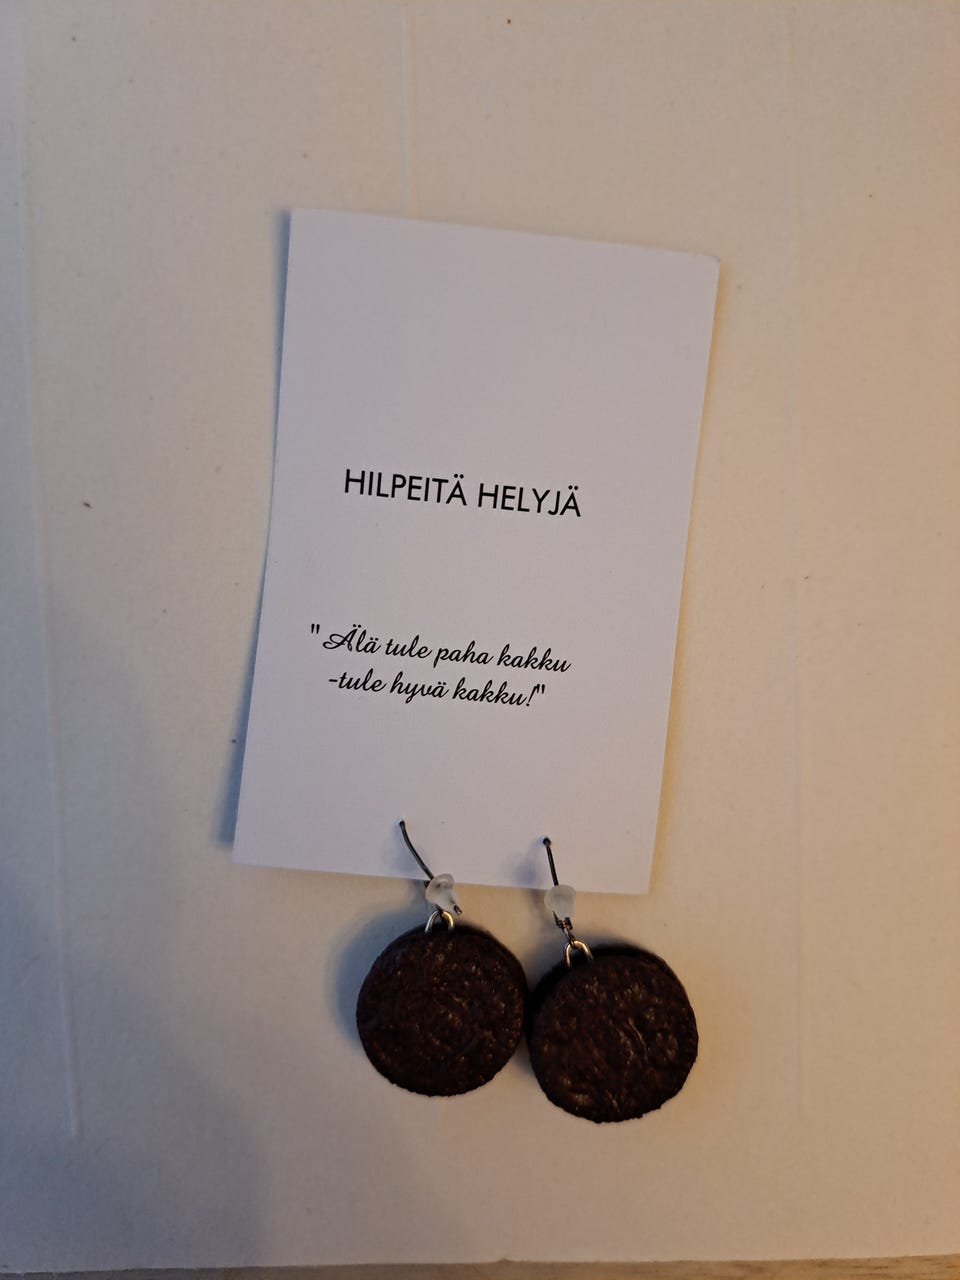 HILPEITÄ HELYJÄ
"Älä tule paha kakku
-tule hyvä kakku!"